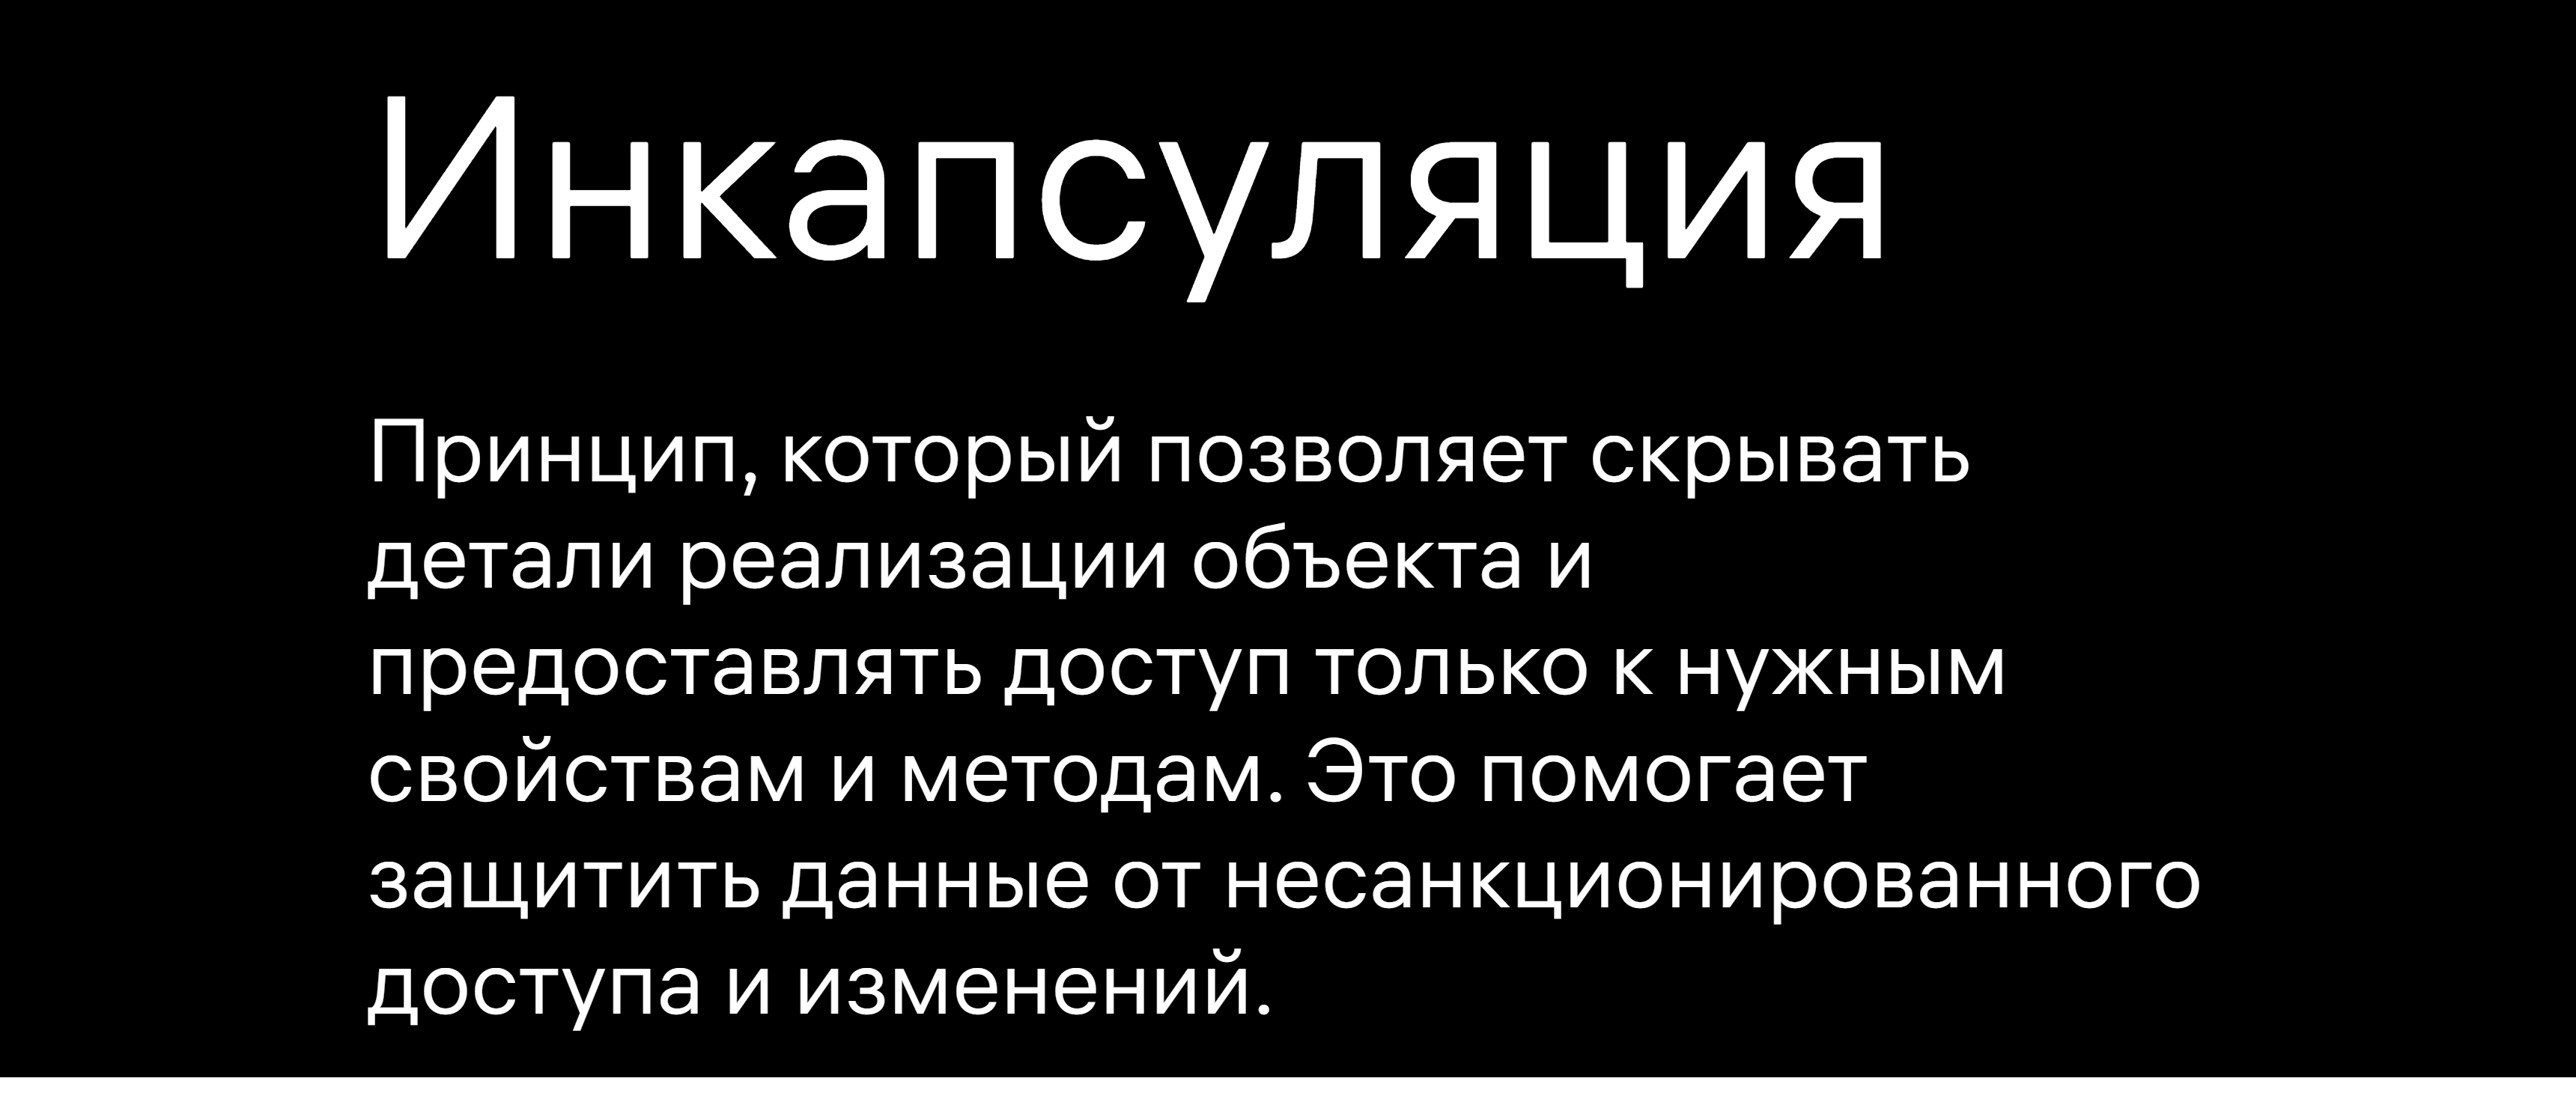 Инкапсуляция
Принцип, который позволяет скрывать
детали реализации объекта и
предоставлять доступ только к нужным
свойствам и методам. Это помогает
защитить данные от несанкционированного
доступа и изменений.